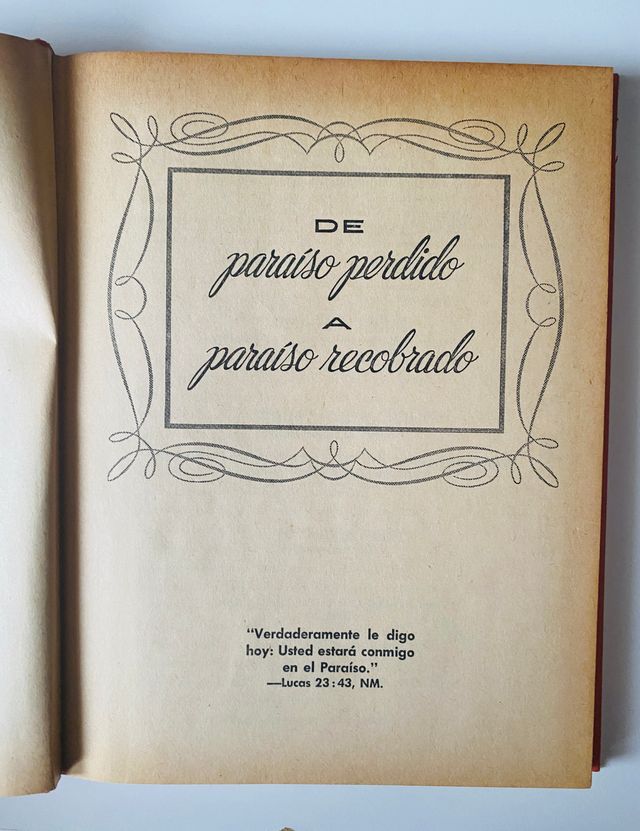 DE
paraíso perdido
A
paraíso recobrado
"Verdaderamente le digo
hoy: Usted estará conmigo
en el Paraíso."
—Lucas 23:43, NM.